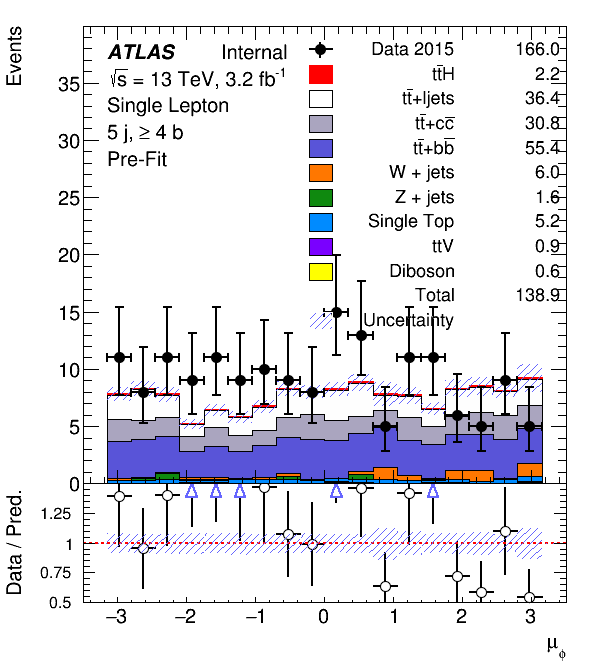 Events
ATLAS Internal
√s = 13 TeV, 3.2 fb⁻¹
Single Lepton
5 j, ≥ 4 b
Pre-Fit
Data 2015 166.0
tt̄H 2.2
tt̄+ljets 36.4
tt̄+cc̄ 30.8
tt̄+bb̄ 55.4
W + jets 6.0
Z + jets 1.6
Single Top 5.2
ttV 0.9
Diboson 0.6
Total 138.9
Uncertainty
35
30
25
20
15
10
5
0
Data / Pred.
1.25
1
0.75
0.5
−3 −2 −1 0 1 2 3
μ_ϕ